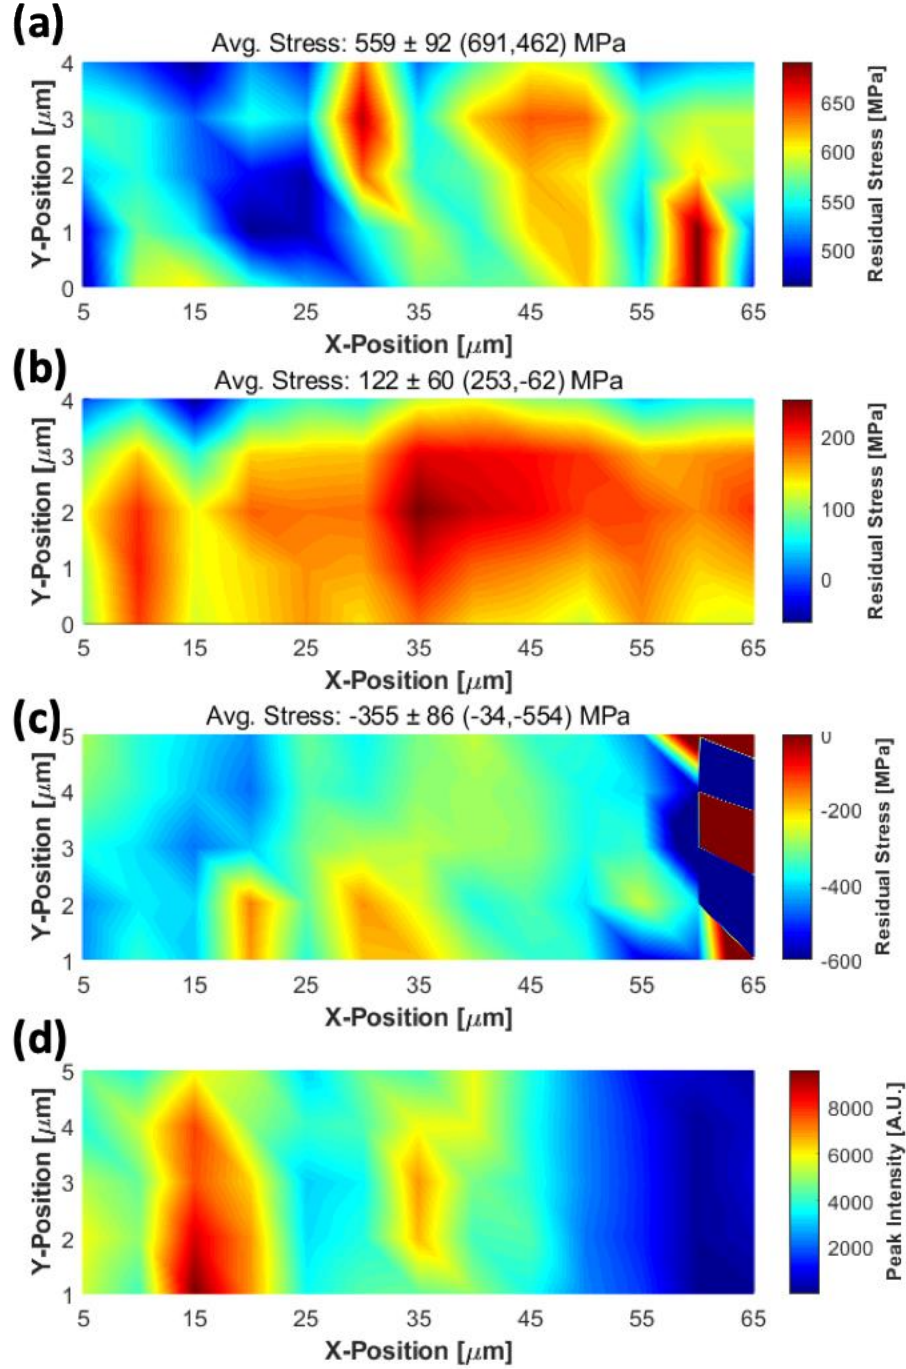 (a)
Avg. Stress: 559 ± 92 (691,462) MPa
4
3
2
1
0
Y-Position [μm]
5 15 25 35 45 55 65
X-Position [μm]
650
600
550
500
Residual Stress [MPa]
(b)
Avg. Stress: 122 ± 60 (253,-62) MPa
4
3
2
1
0
Y-Position [μm]
5 15 25 35 45 55 65
X-Position [μm]
200
100
0
Residual Stress [MPa]
(c)
Avg. Stress: -355 ± 86 (-34,-554) MPa
5
4
3
2
1
Y-Position [μm]
5 15 25 35 45 55 65
X-Position [μm]
0
-200
-400
-600
Residual Stress [MPa]
(d)
5
4
3
2
1
Y-Position [μm]
5 15 25 35 45 55 65
X-Position [μm]
8000
6000
4000
2000
Peak Intensity [A.U.]